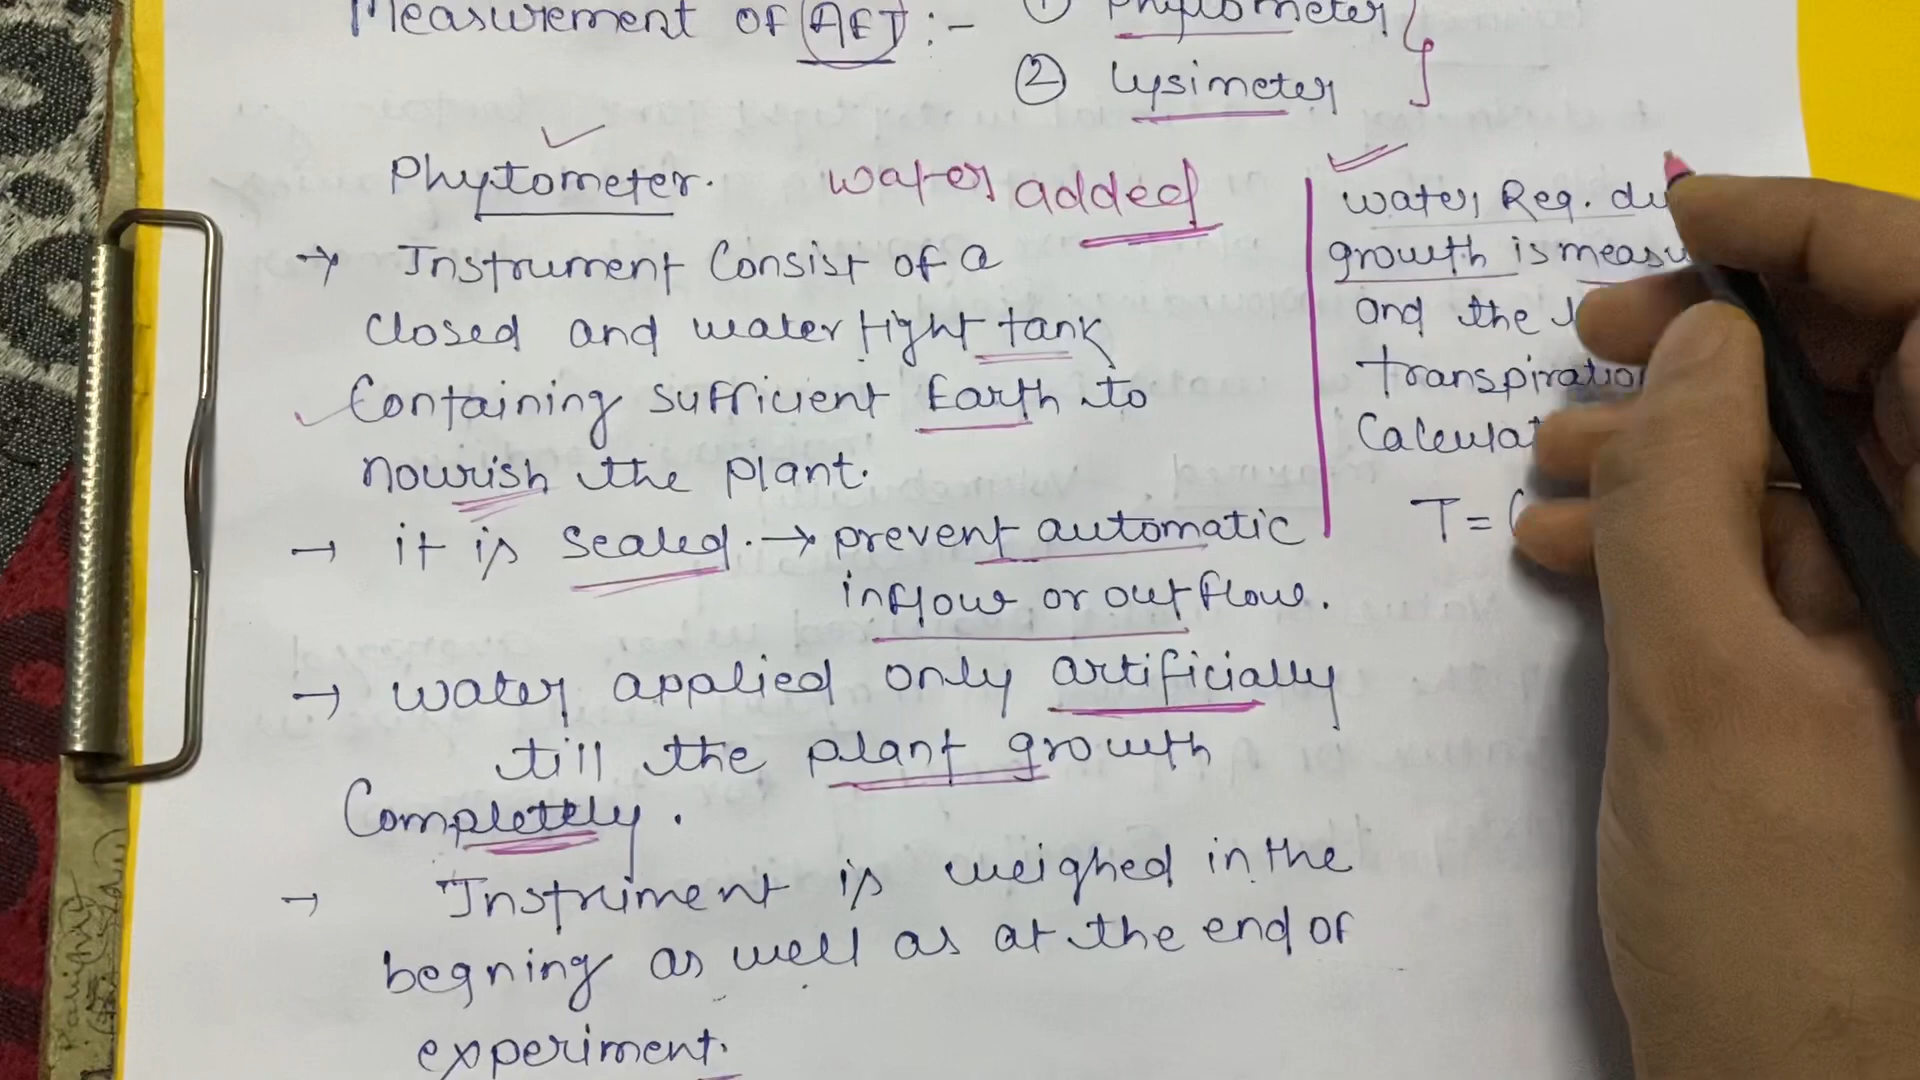 Measurement of AET :- ① Phytometer
② Lysimeter
Phytometer. water added
→ Instrument Consist of a
closed and water tight tank
Containing sufficient Earth to
nourish the plant.
→ it is sealed. → prevent automatic
inflow or outflow.
→ water applied only artificially
till the plant growth
Completely.
→ Instriment is weighed in the
begning as well as at the end of
experiment.
water Req. du
growth is measu
and the
transpiration
Calculat
T = (